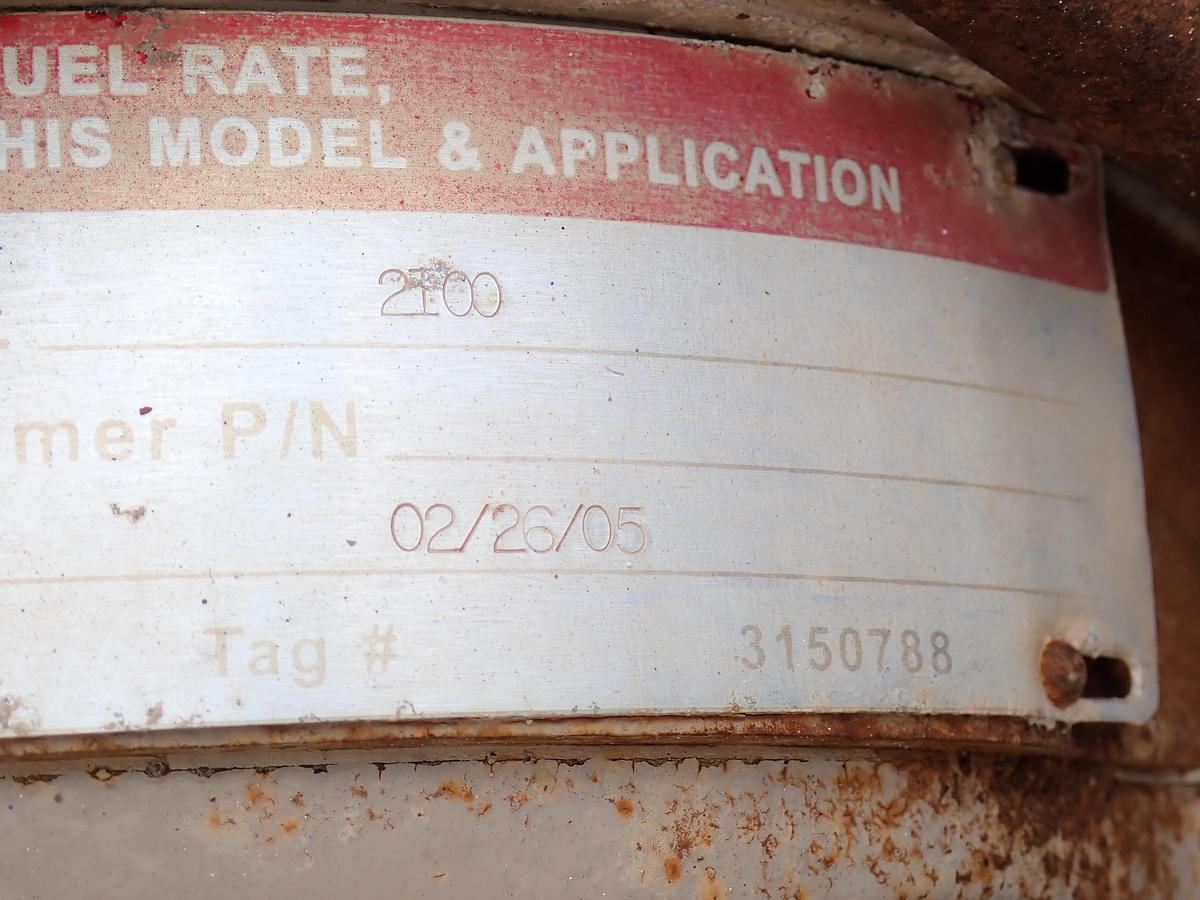 UEL RATE,
HIS MODEL & APPLICATION
2100
mer P/N
02/26/05
Tag # 3150788